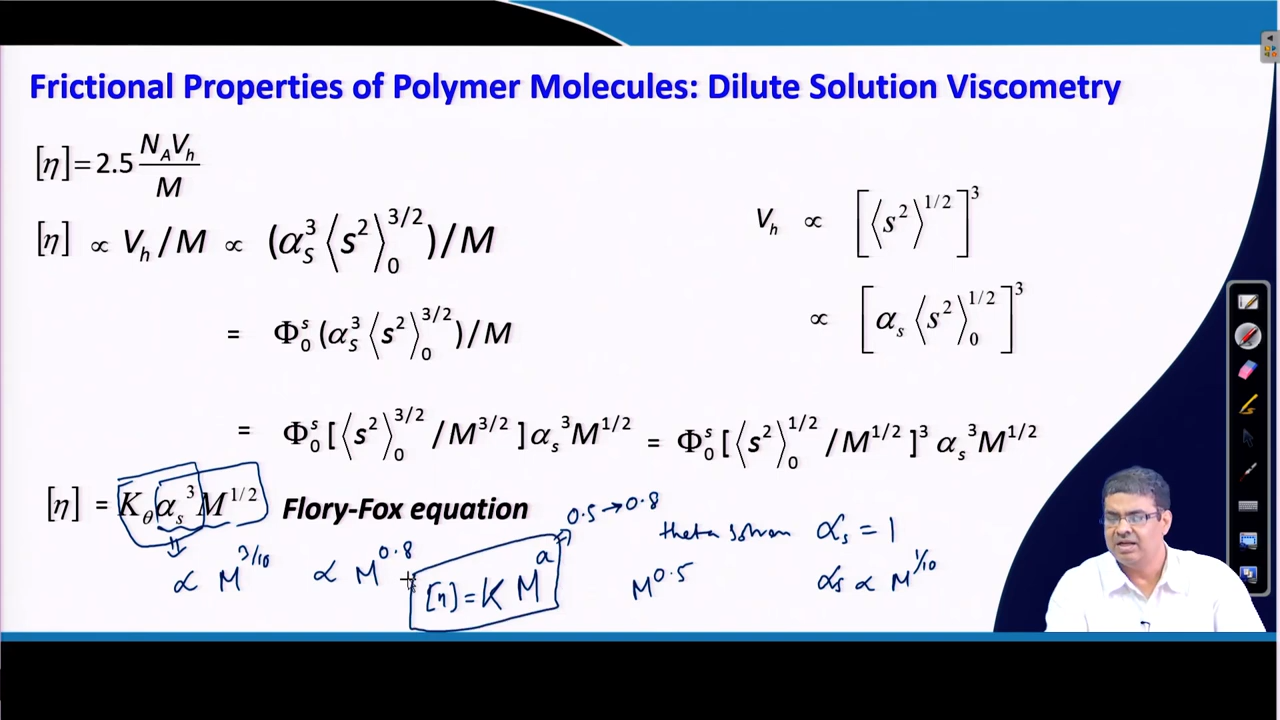 Frictional Properties of Polymer Molecules: Dilute Solution Viscometry
[η] = 2.5 N_A V_h / M
[η] ∝ V_h / M ∝ (α_S^3 ⟨s^2⟩_0^{3/2}) / M
V_h ∝ [⟨s^2⟩^{1/2}]^3
= Φ_0^s (α_S^3 ⟨s^2⟩_0^{3/2}) / M
∝ [α_s ⟨s^2⟩_0^{1/2}]^3
= Φ_0^s [⟨s^2⟩_0^{3/2} / M^{3/2}] α_s^3 M^{1/2} = Φ_0^s [⟨s^2⟩_0^{1/2} / M^{1/2}]^3 α_s^3 M^{1/2}
[η] = K_θ α_s^3 M^{1/2} Flory-Fox equation
0.5 → 0.8
theta solven α_s = 1
∝ M^{3/10} ∝ M^{0.8} [η] = K M^a M^{0.5} α_s ∝ M^{1/10}